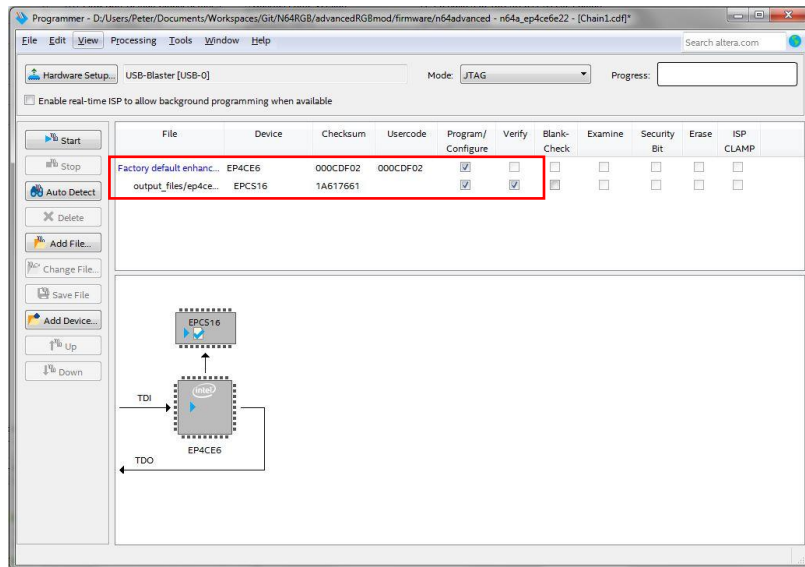 Programmer - D:/Users/Peter/Documents/Workspaces/Git/N64RGB/advancedRGBmod/firmware/n64advanced - n64a_ep4ce6e22 - [Chain1.cdf]*
File Edit View Processing Tools Window Help
Search altera.com
Hardware Setup... USB-Blaster [USB-0] Mode: JTAG Progress:
Enable real-time ISP to allow background programming when available
Start
Stop
Auto Detect
Delete
Add File...
Change File...
Save File
Add Device...
Up
Down
File Device Checksum Usercode Program/Configure Verify Blank-Check Examine Security Bit Erase ISP CLAMP
Factory default enhanc... EP4CE6 000CDF02 000CDF02
output_files/ep4ce... EPCS16 1A617661
EPCS16
TDI
intel
EP4CE6
TDO